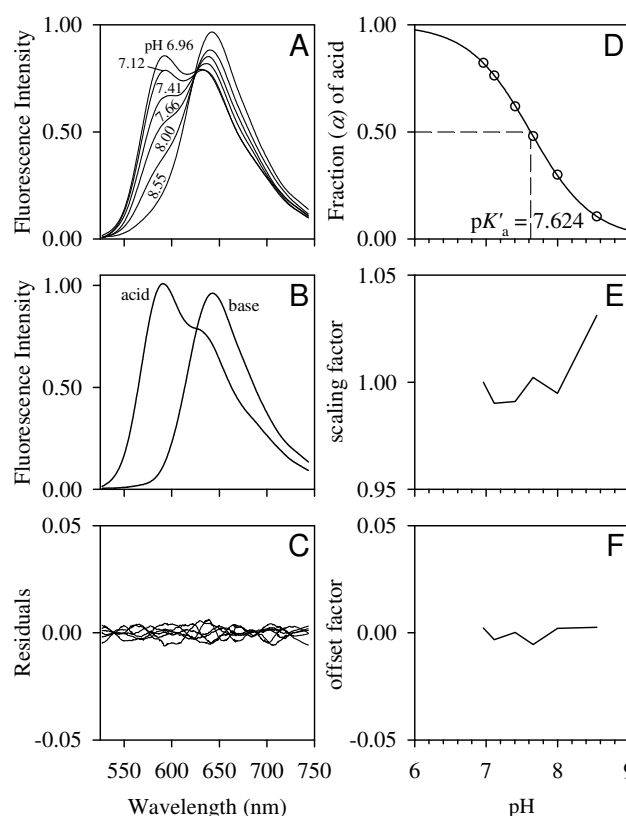 A
Fluorescence Intensity
1.00
0.50
0.00
pH 6.96
7.12
7.41
7.66
8.00
8.55
B
Fluorescence Intensity
1.00
0.50
0.00
acid
base
C
Residuals
0.05
0.00
-0.05
550 600 650 700 750
Wavelength (nm)
D
Fraction (α) of acid
1.00
0.50
0.00
pK′a = 7.624
E
scaling factor
1.05
1.00
0.95
F
offset factor
0.05
0.00
-0.05
6 7 8 9
pH